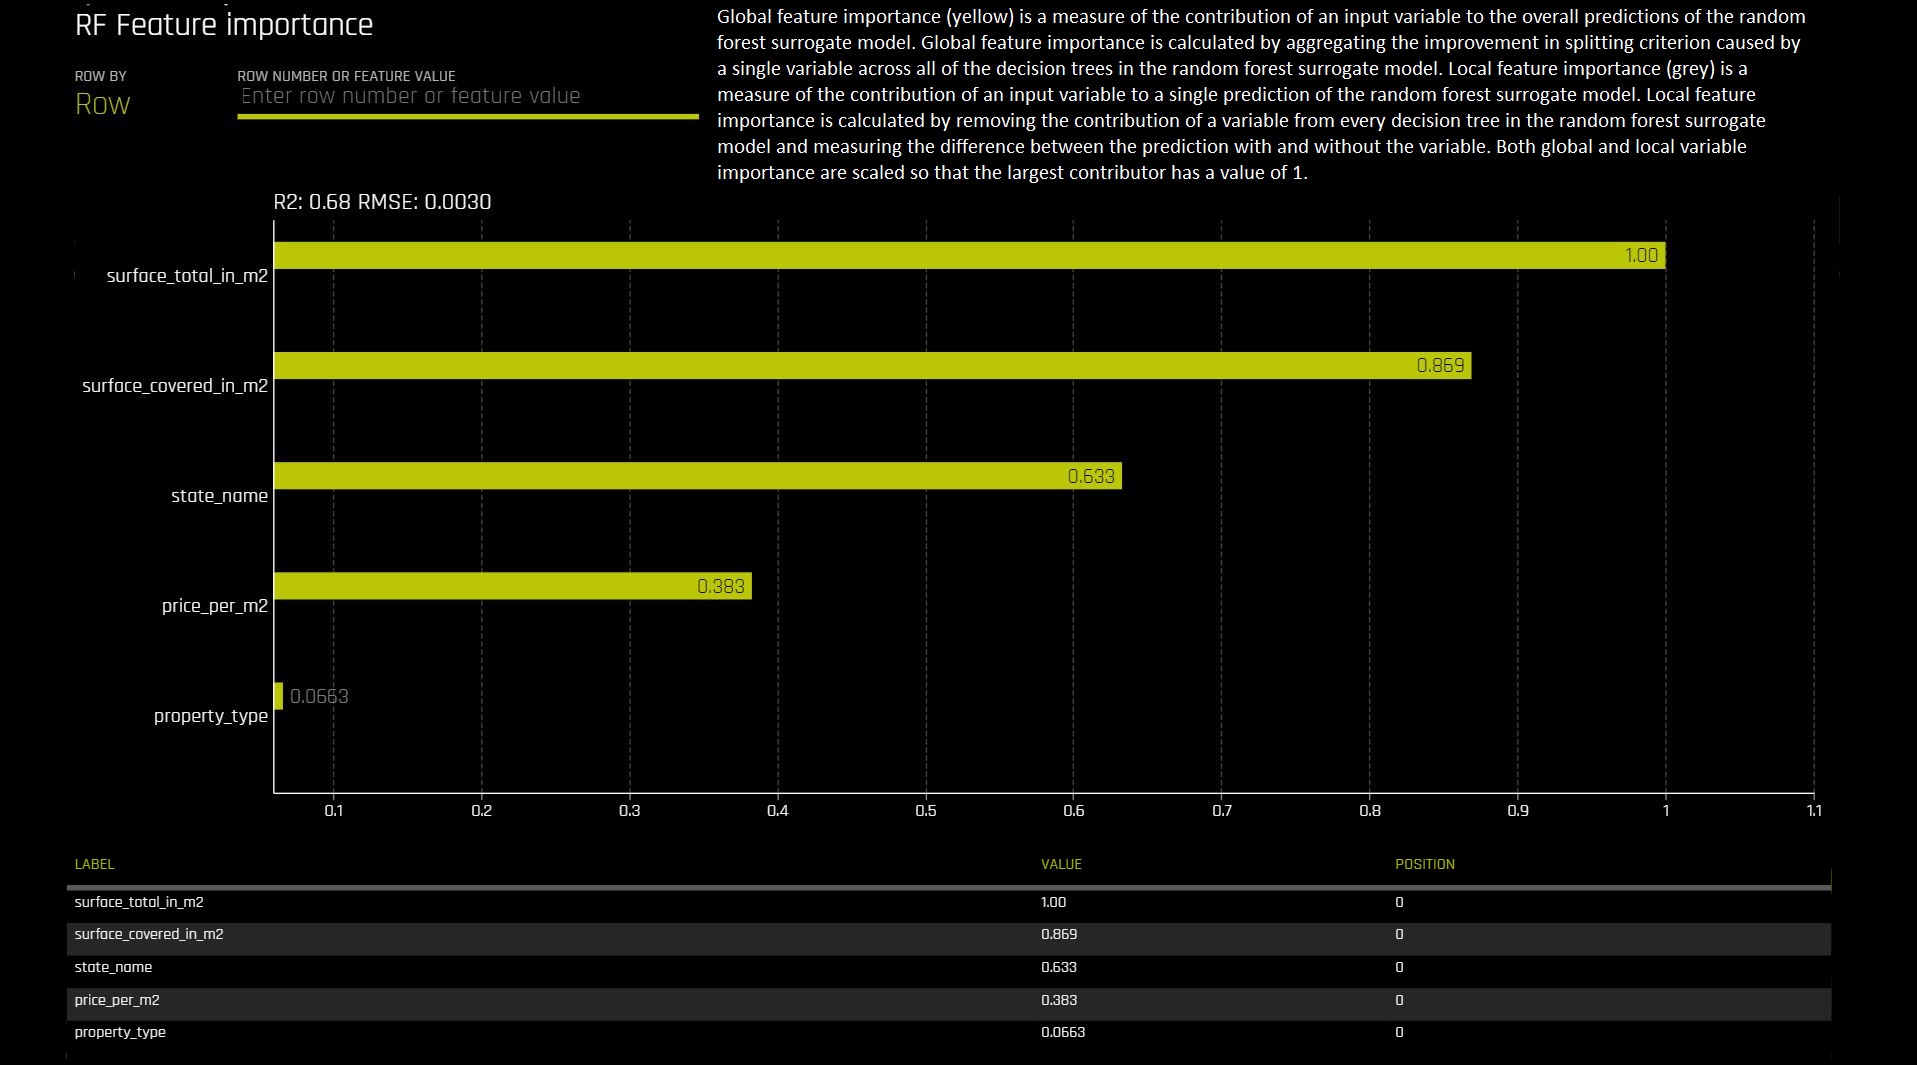 RF Feature importance
Global feature importance (yellow) is a measure of the contribution of an input variable to the overall predictions of the random
forest surrogate model. Global feature importance is calculated by aggregating the improvement in splitting criterion caused by
a single variable across all of the decision trees in the random forest surrogate model. Local feature importance (grey) is a
measure of the contribution of an input variable to a single prediction of the random forest surrogate model. Local feature
importance is calculated by removing the contribution of a variable from every decision tree in the random forest surrogate
model and measuring the difference between the prediction with and without the variable. Both global and local variable
importance are scaled so that the largest contributor has a value of 1.
ROW BY
Row
ROW NUMBER OR FEATURE VALUE
Enter row number or feature value
R2: 0.68 RMSE: 0.0030
surface_total_in_m2 1.00
surface_covered_in_m2 0.869
state_name 0.633
price_per_m2 0.383
property_type 0.0663
0.1 0.2 0.3 0.4 0.5 0.6 0.7 0.8 0.9 1 1.1
LABEL VALUE POSITION
surface_total_in_m2 1.00 0
surface_covered_in_m2 0.869 0
state_name 0.633 0
price_per_m2 0.383 0
property_type 0.0663 0